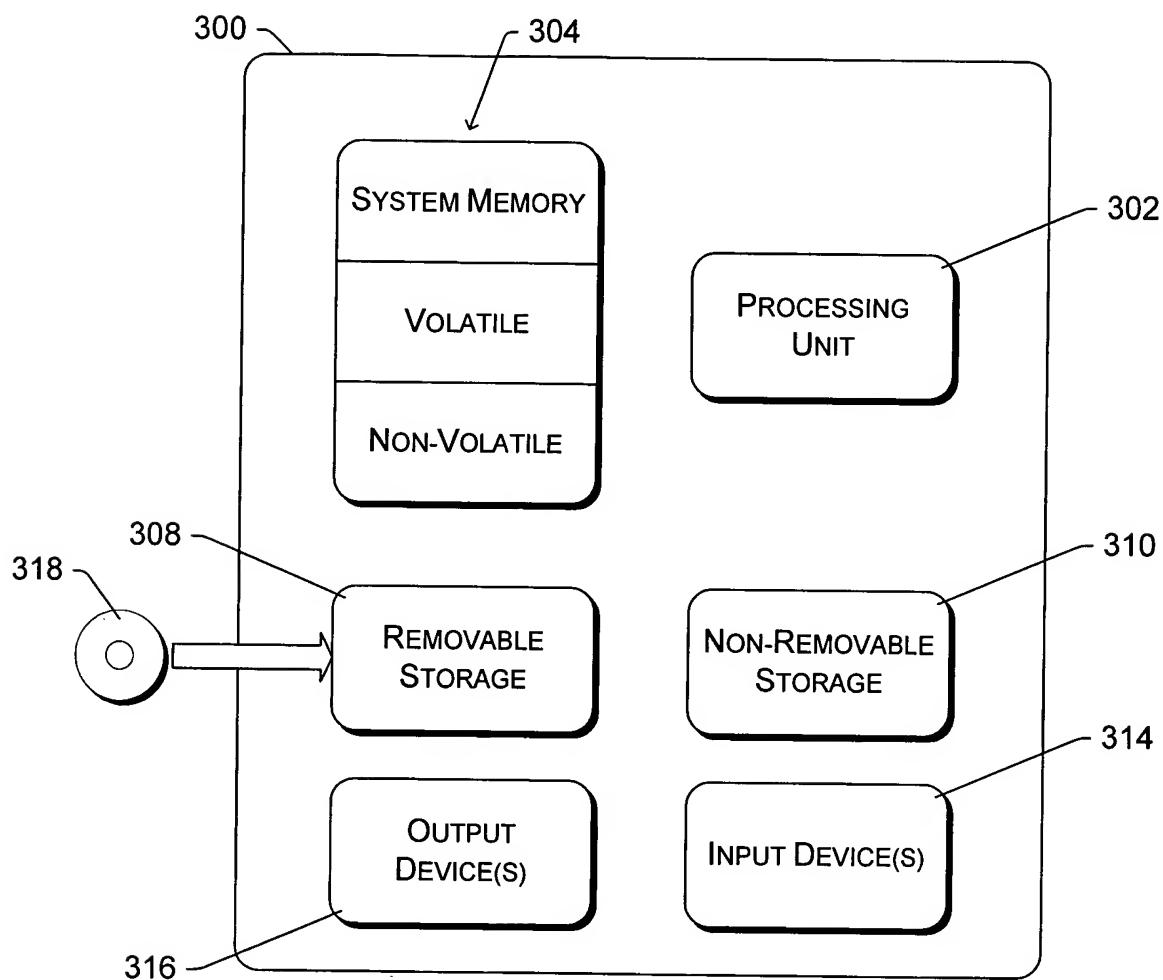 300
304
SYSTEM MEMORY
VOLATILE
NON-VOLATILE
302
PROCESSING
UNIT
308
318
REMOVABLE
STORAGE
310
NON-REMOVABLE
STORAGE
314
OUTPUT
DEVICE(S)
INPUT DEVICE(S)
316